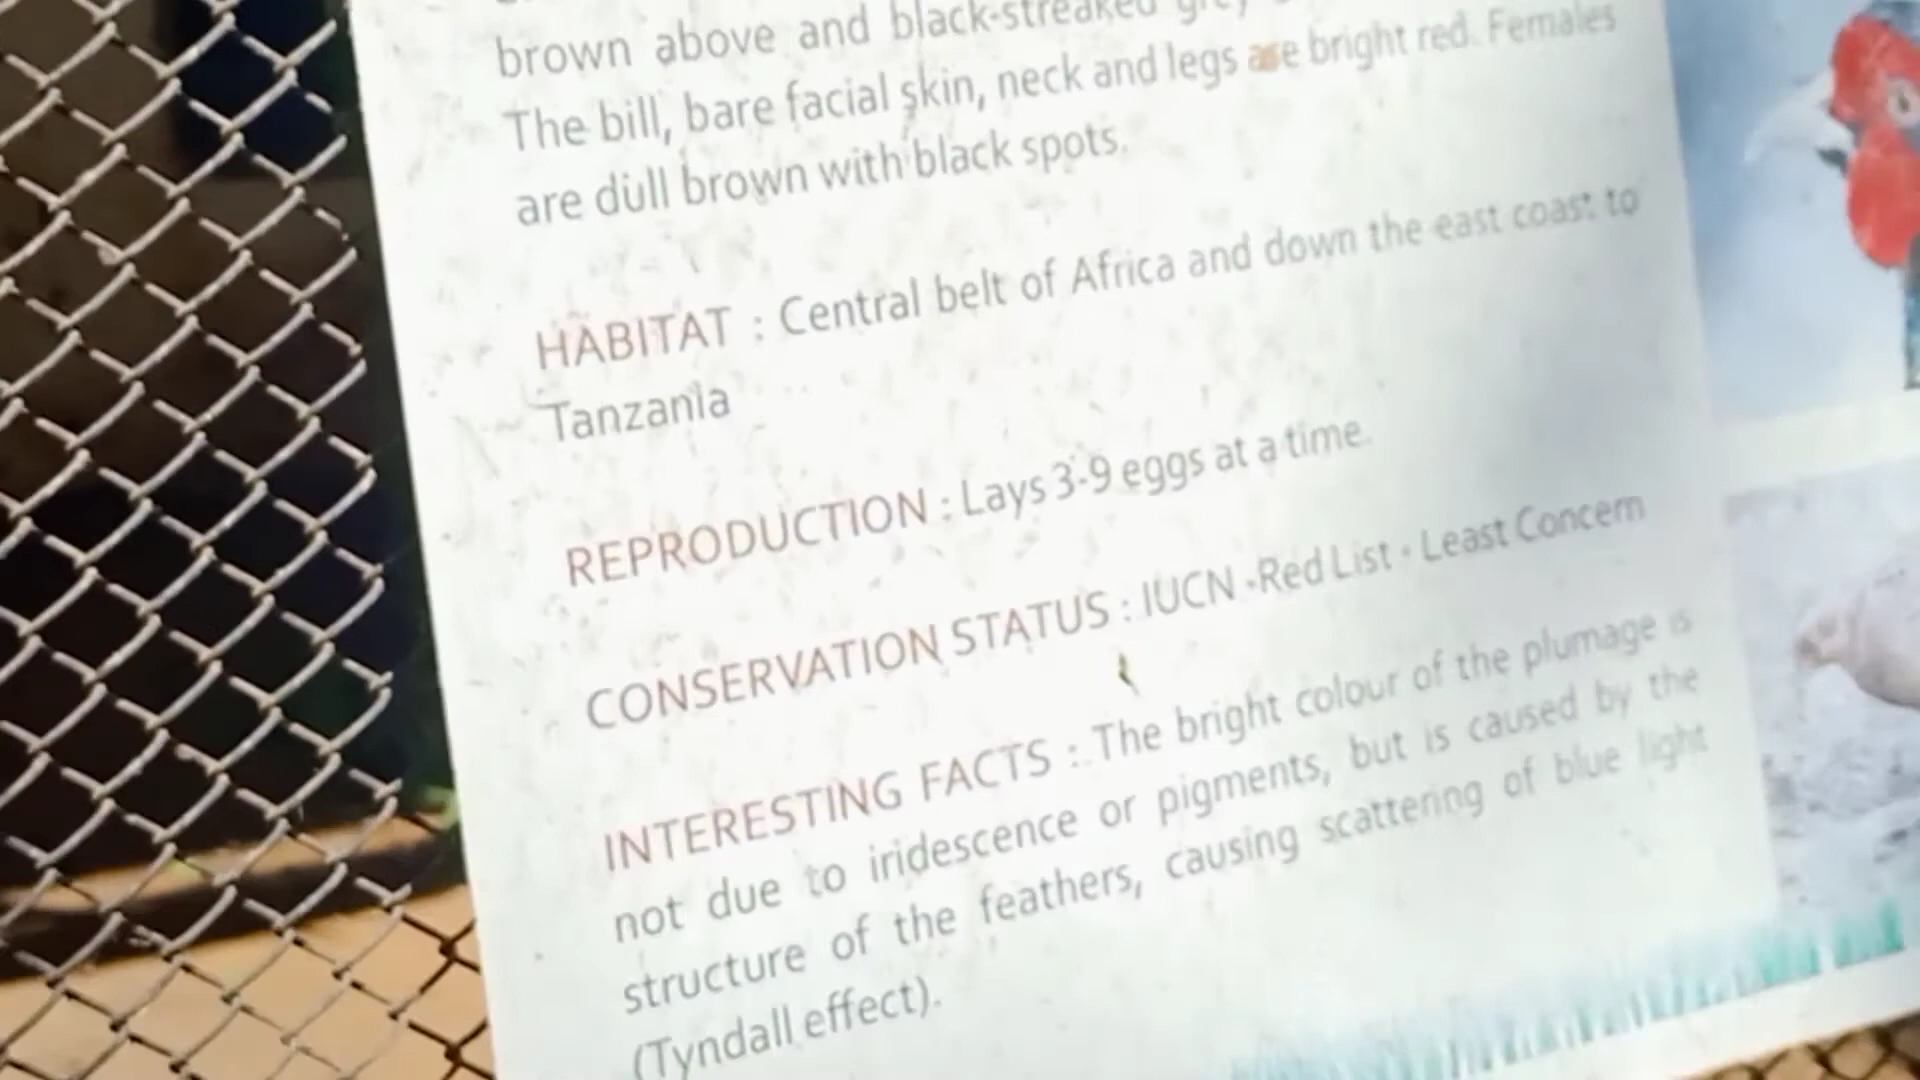 brown above and black-streaked grey
The bill, bare facial skin, neck and legs are bright red. Females
are dull brown with black spots.
HABITAT : Central belt of Africa and down the east coast to
Tanzania
REPRODUCTION : Lays 3-9 eggs at a time.
CONSERVATION STATUS : IUCN -Red List - Least Concern
INTERESTING FACTS : The bright colour of the plumage is
not due to iridescence or pigments, but is caused by the
structure of the feathers, causing scattering of blue light
(Tyndall effect).